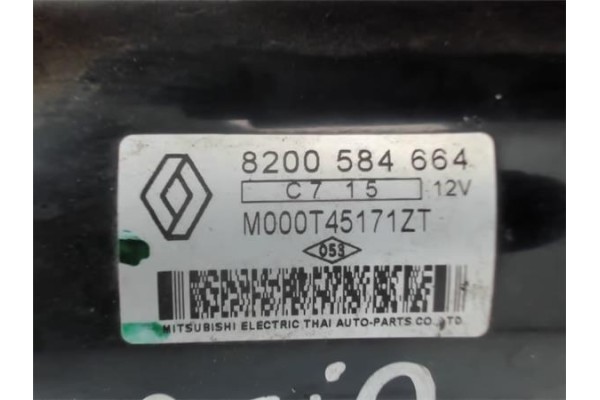 8200 584 664
C7 15 12V
M000T45171ZT
053
MITSUBISHI ELECTRIC THAI AUTO-PARTS CO.,LTD.